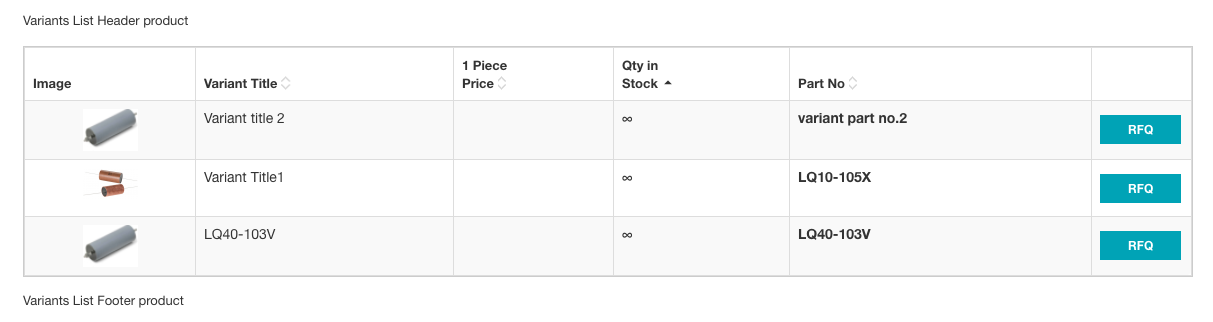 Variants List Header product
Image
Variant Title
1 Piece
Price
Qty in
Stock
Part No
Variant title 2
∞
variant part no.2
RFQ
Variant Title1
∞
LQ10-105X
RFQ
LQ40-103V
∞
LQ40-103V
RFQ
Variants List Footer product